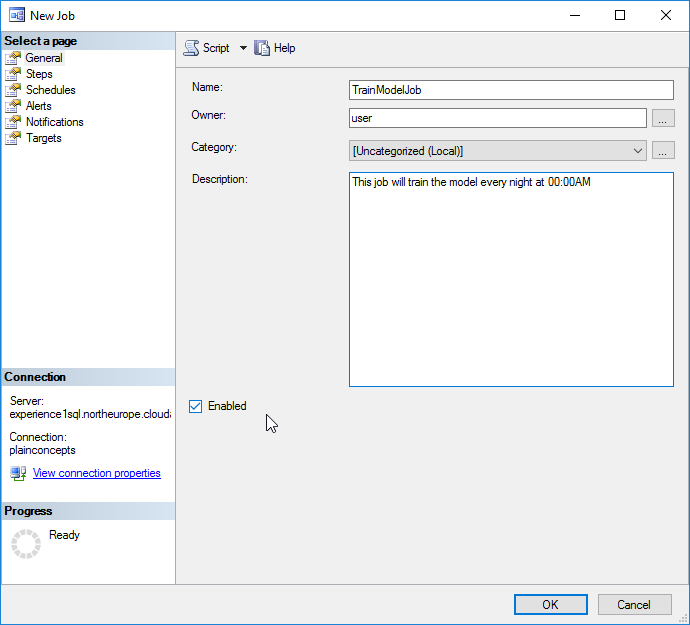 New Job
Select a page
General
Steps
Schedules
Alerts
Notifications
Targets
Script
Help
Name:
TrainModelJob
Owner:
user
...
Category:
[Uncategorized (Local)]
...
Description:
This job will train the model every night at 00:00AM
Enabled
Connection
Server:
experience1sql.northeurope.clouda
Connection:
plainconcepts
View connection properties
Progress
Ready
OK
Cancel